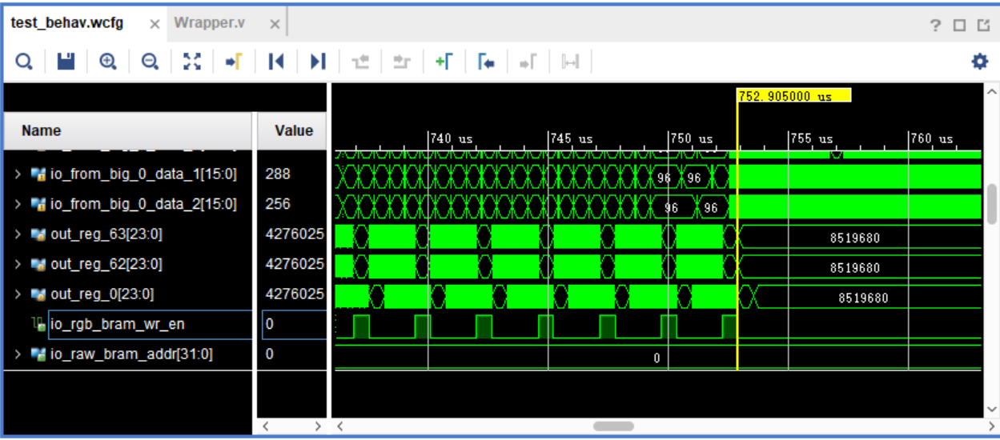 test_behav.wcfg × Wrapper.v ×
?
752.905000 us
Name Value
740 us 745 us 750 us 755 us 760 us
io_from_big_0_data_1[15:0] 288 96 96
io_from_big_0_data_2[15:0] 256 96 96
out_reg_63[23:0] 4276025 8519680
out_reg_62[23:0] 4276025 8519680
out_reg_0[23:0] 4276025 8519680
io_rgb_bram_wr_en 0
io_raw_bram_addr[31:0] 0 0